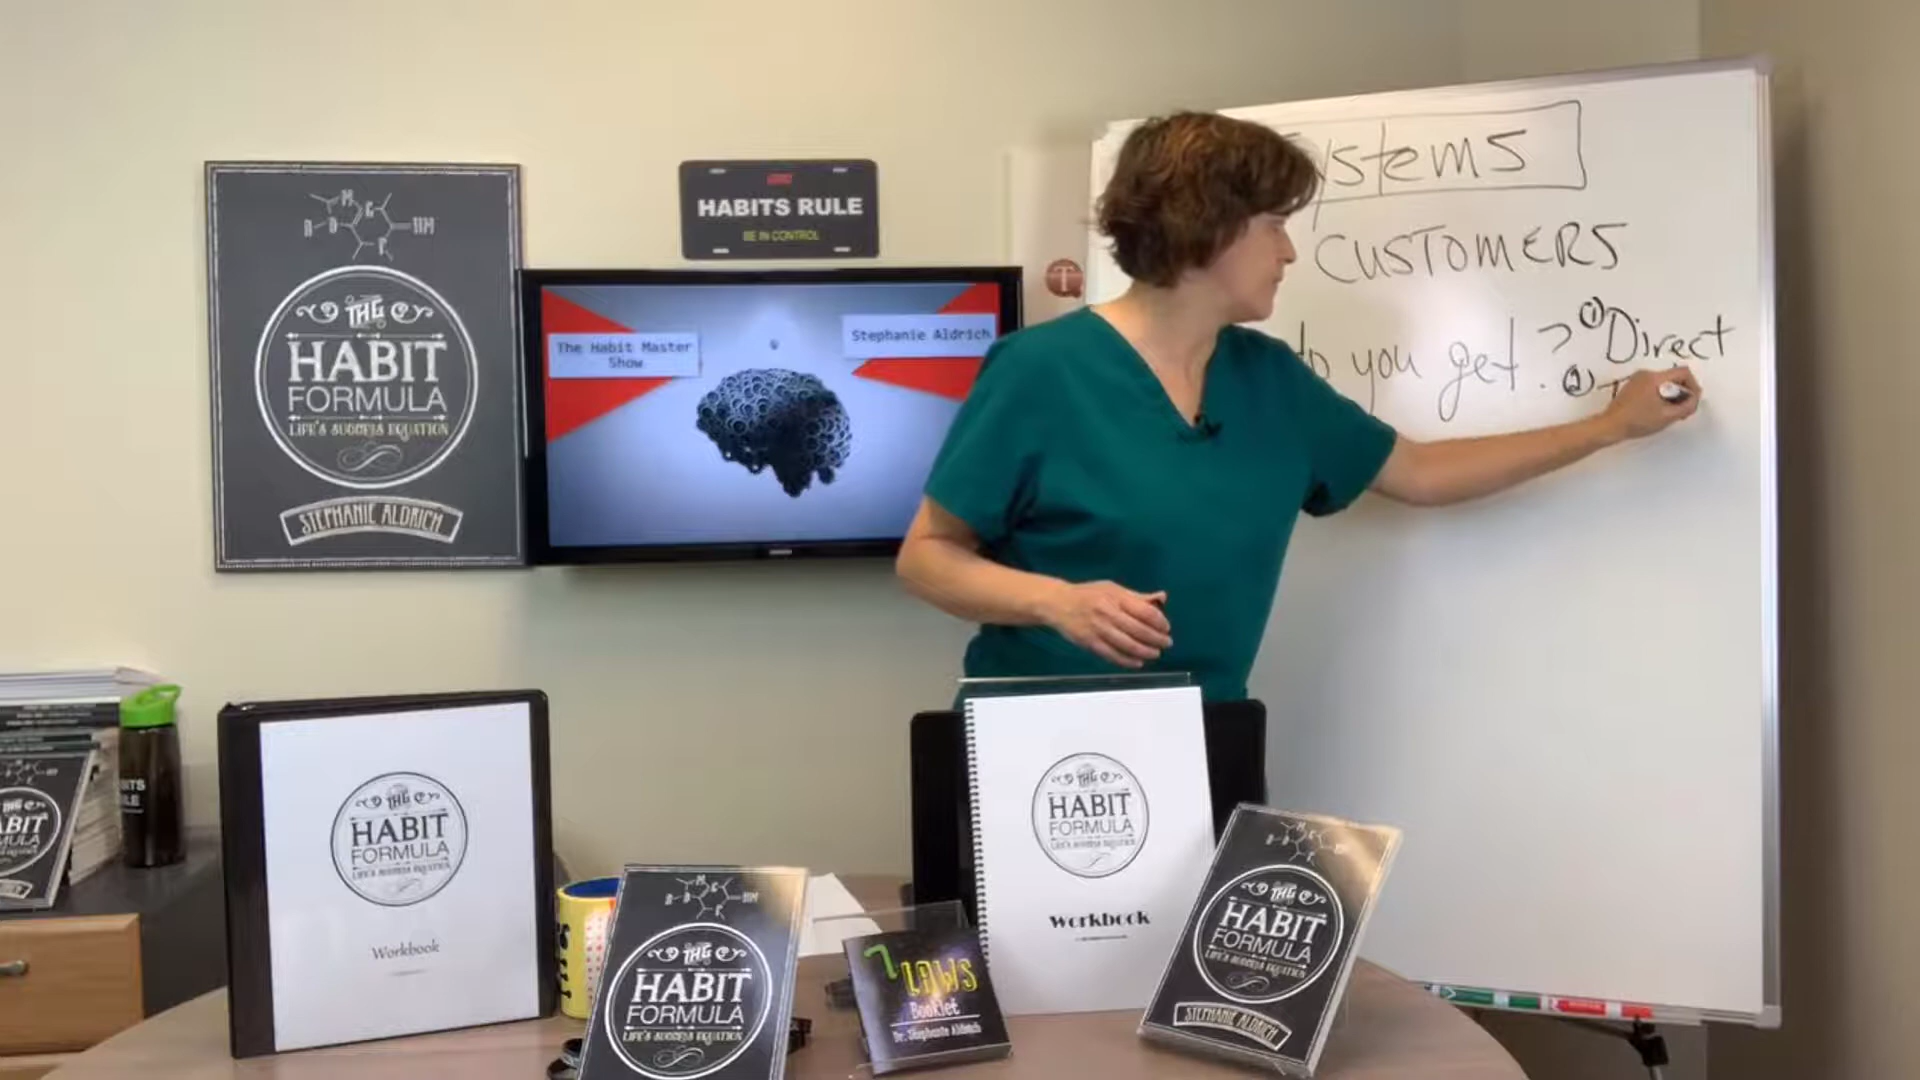 THE
HABIT
FORMULA
LIFE'S SUCCESS EQUATION
STEPHANIE ALDRICH
HABITS RULE
BE IN CONTROL
The Habit Master
Show
Stephanie Aldrich
ystems
CUSTOMERS
do you get ? ① Direct
②
THE
HABIT
FORMULA
LIFE'S SUCCESS EQUATION
Workbook
THE
HABIT
FORMULA
LIFE'S SUCCESS EQUATION
7 LAWS
Booklet
Dr. Stephanie Aldrich
THE
HABIT
FORMULA
LIFE'S SUCCESS EQUATION
Workbook
THE
HABIT
FORMULA
LIFE'S SUCCESS EQUATION
STEPHANIE ALDRICH